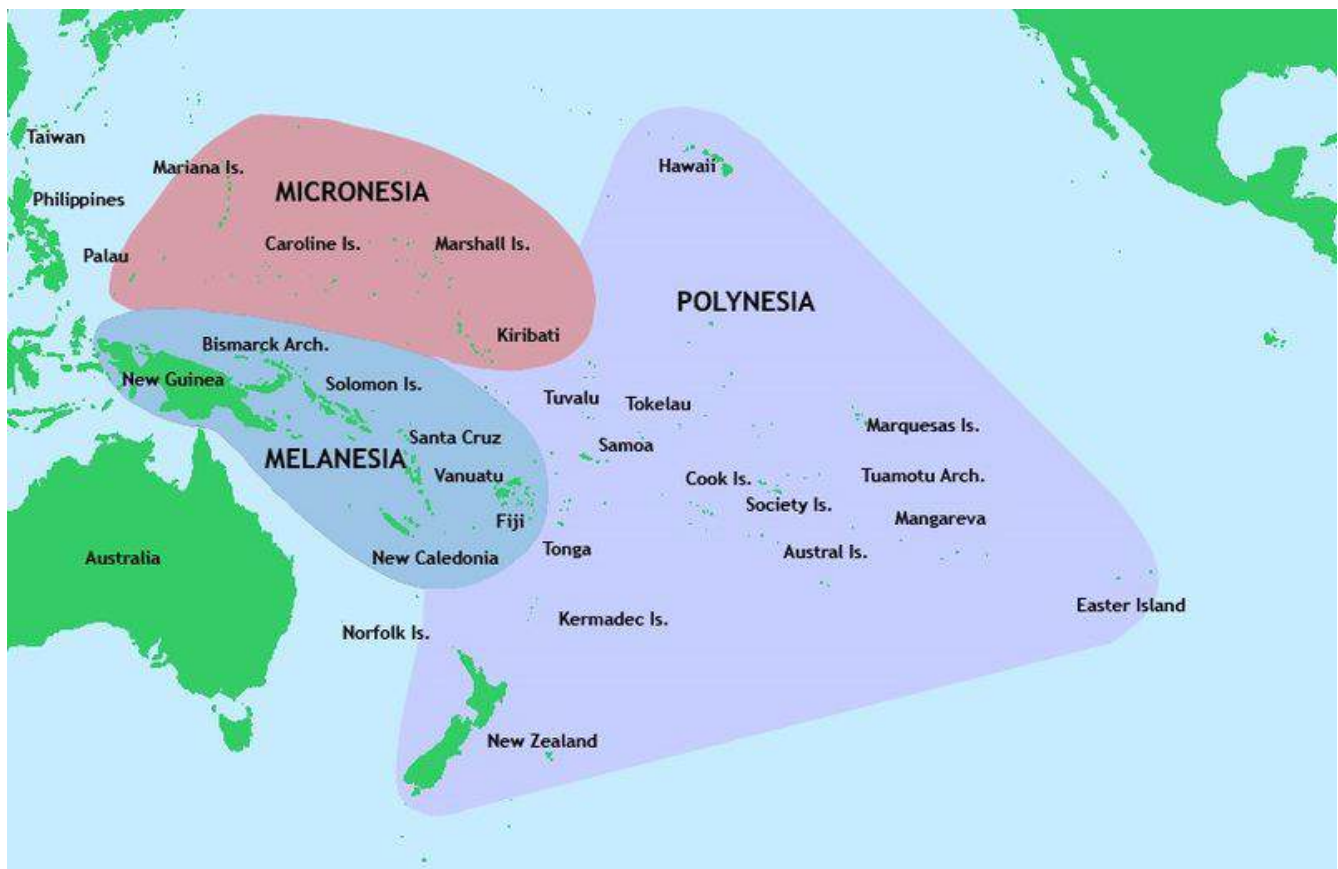 Taiwan
Mariana Is.
Hawaii
MICRONESIA
Philippines
Caroline Is.
Marshall Is.
Palau
POLYNESIA
Kiribati
Bismarck Arch.
New Guinea
Solomon Is.
Tuvalu
Tokelau
Marquesas Is.
Santa Cruz
Samoa
MELANESIA
Vanuatu
Cook Is.
Tuamotu Arch.
Society Is.
Fiji
Mangareva
Tonga
Austral Is.
Australia
New Caledonia
Easter Island
Kermadec Is.
Norfolk Is.
New Zealand